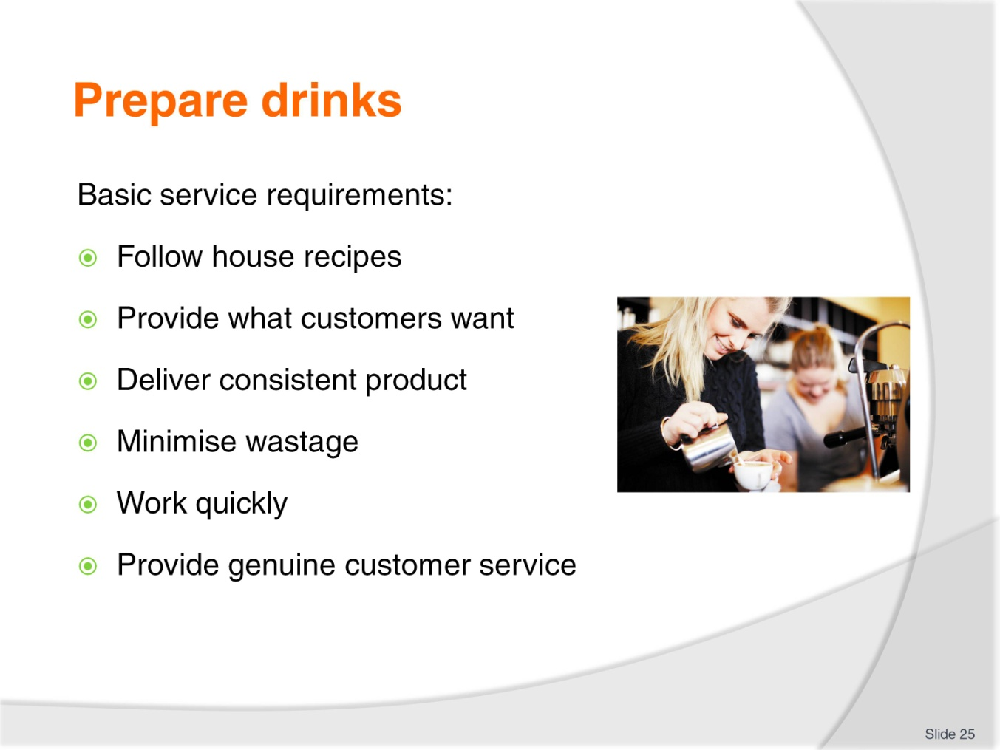 Prepare drinks
Basic service requirements:
Follow house recipes
Provide what customers want
Deliver consistent product
Minimise wastage
Work quickly
Provide genuine customer service
Slide 25